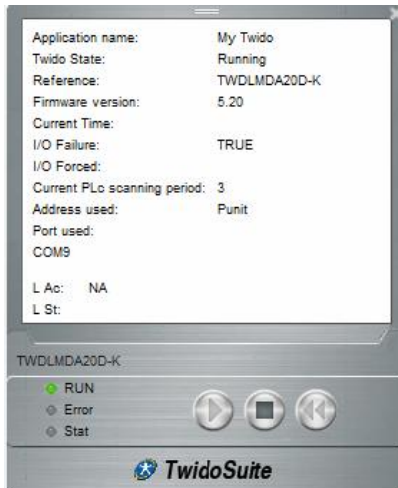 Application name: My Twido
Twido State: Running
Reference: TWDLMDA20D-K
Firmware version: 5.20
Current Time:
I/O Failure: TRUE
I/O Forced:
Current PLc scanning period: 3
Address used: Punit
Port used:
COM9
L Ac: NA
L St:
TWDLMDA20D-K
RUN
Error
Stat
TwidoSuite